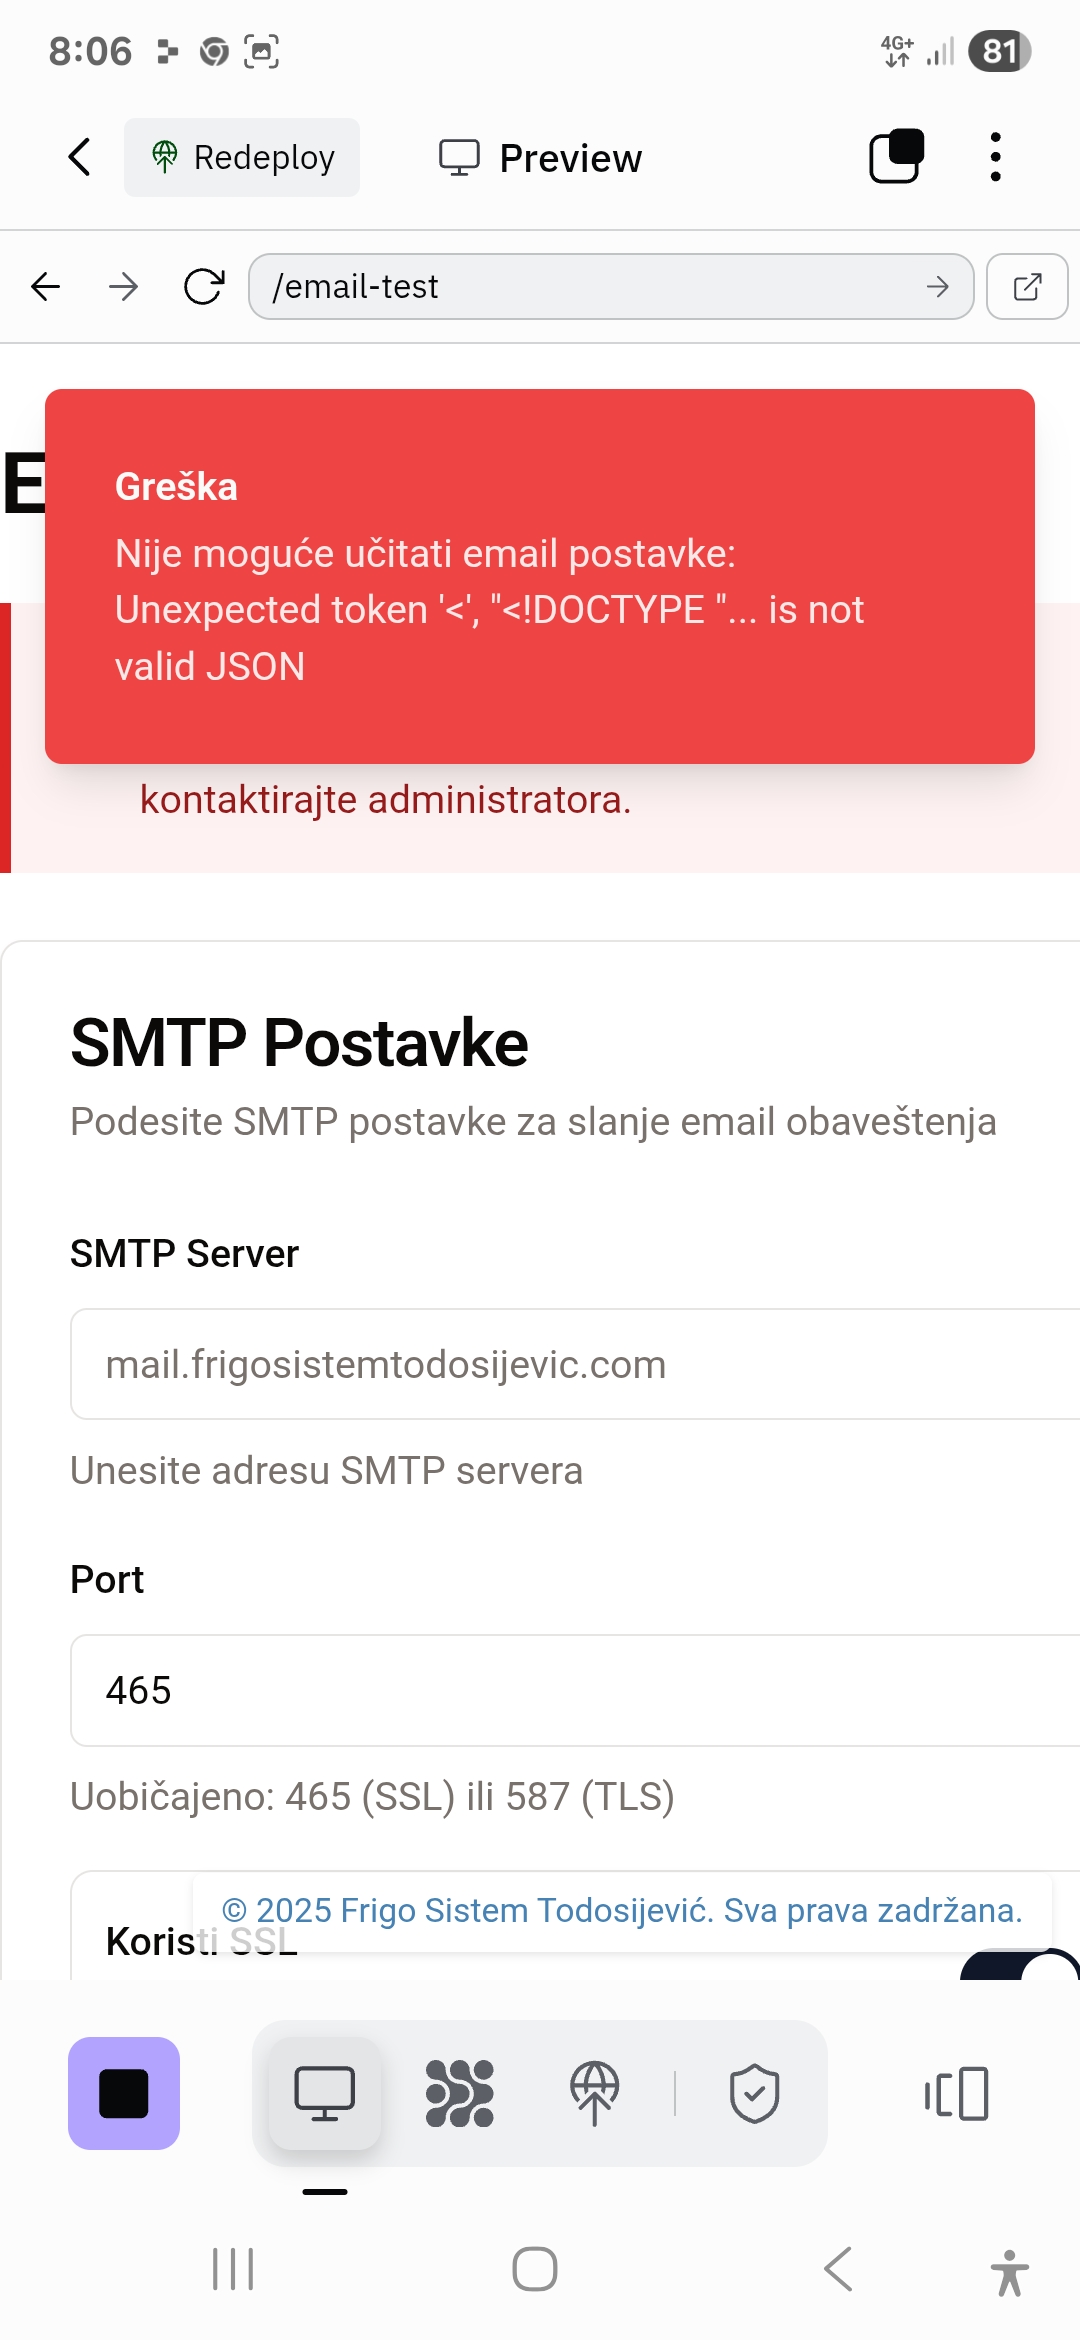 8:06
4G+
81
Redeploy
Preview
/email-test
E
Greška
Nije moguće učitati email postavke:
Unexpected token '<', "<!DOCTYPE "... is not
valid JSON
kontaktirajte administratora.
SMTP Postavke
Podesite SMTP postavke za slanje email obaveštenja
SMTP Server
mail.frigosistemtodosijevic.com
Unesite adresu SMTP servera
Port
465
Uobičajeno: 465 (SSL) ili 587 (TLS)
© 2025 Frigo Sistem Todosijević. Sva prava zadržana.
Koristi SSL